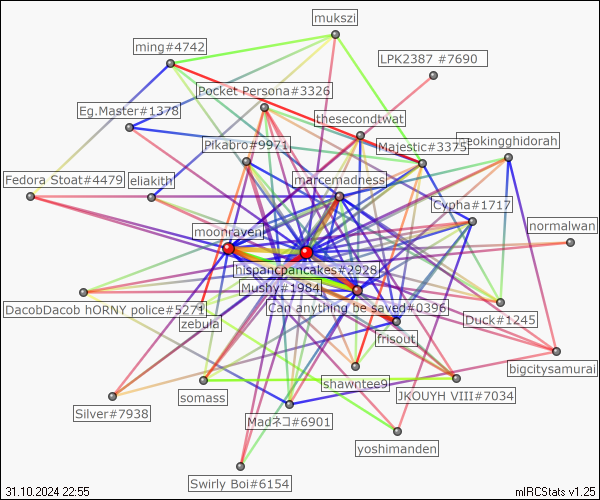 mukszi
ming#4742
LPK2387 #7690
Pocket Persona#3326
Eg.Master#1378
thesecondtwat
Pikabro#9971
Majestic#3375
eokingghidorah
Fedora Stoat#4479
eliakith
marcemadness
Cypha#1717
moonraven
normalwan
hispancpancakes#2928
Mushy#1984
DacobDacob hORNY police#5271
Can anything be saved#0396
zebula
Duck#1245
frisout
bigcitysamurai
shawntee9
Silver#7938
somass
JKOUYH VIII#7034
Madネコ#6901
yoshimanden
Swirly Boi#6154
31.10.2024 22:55
mIRCStats v1.25